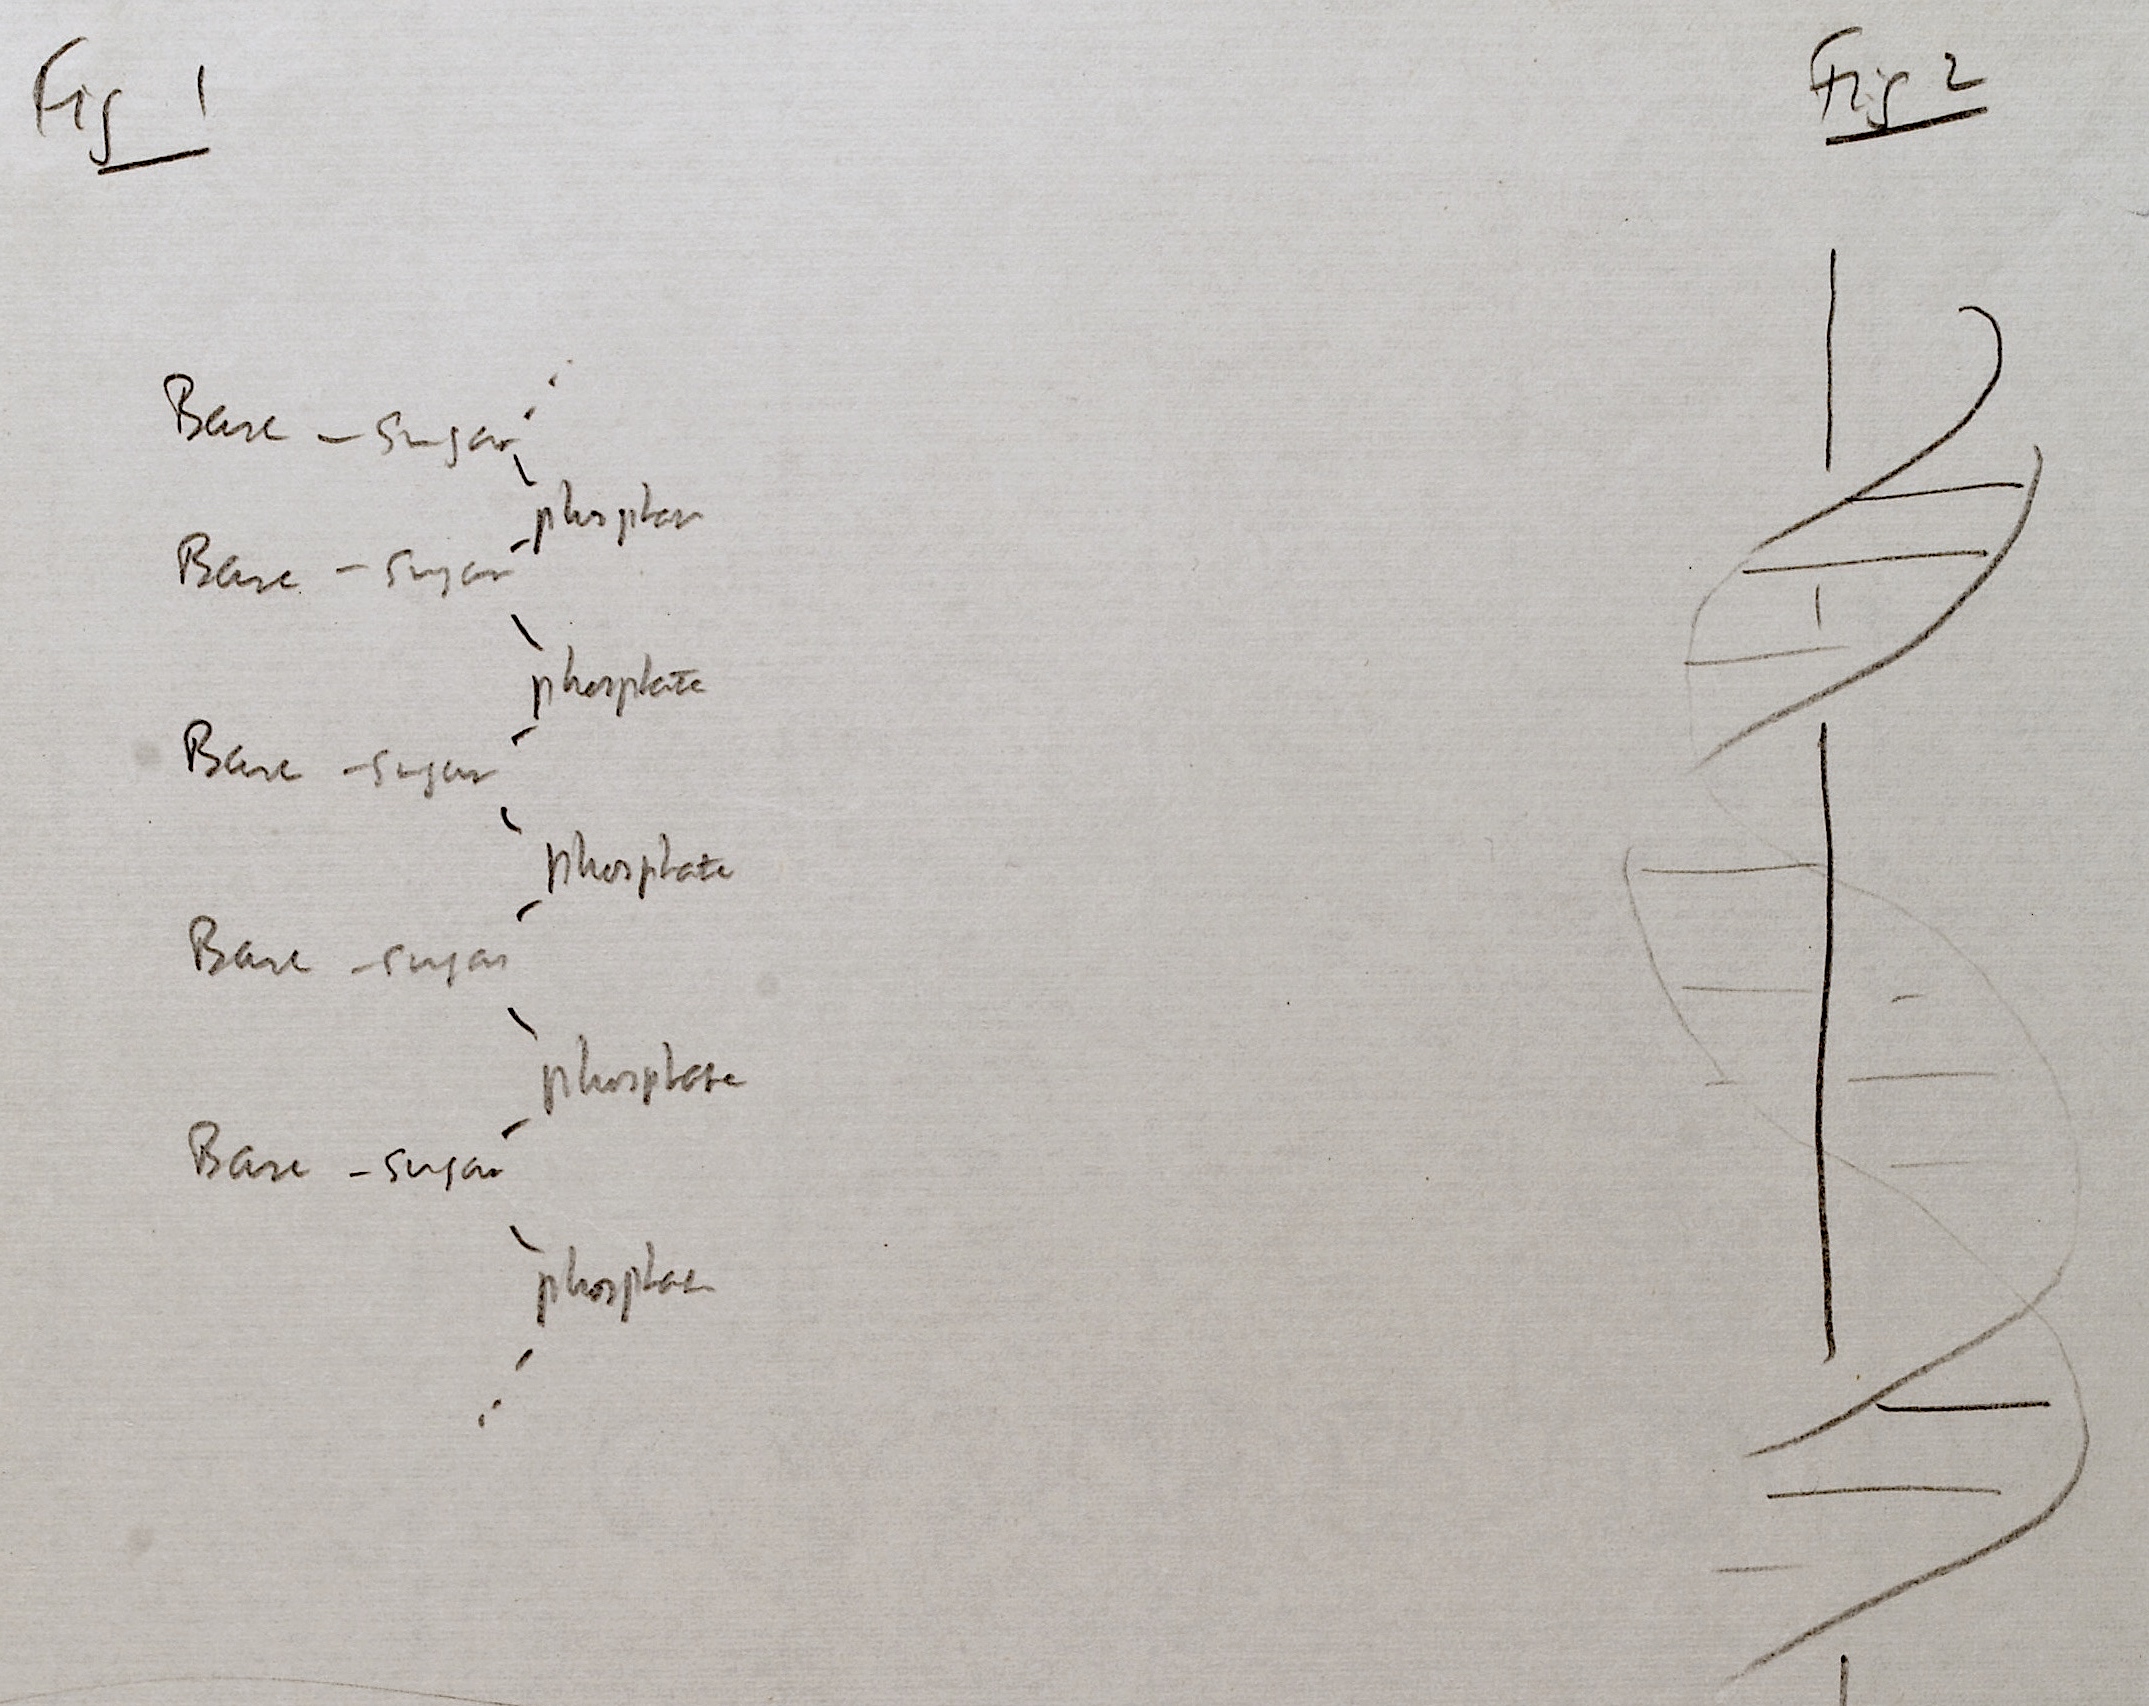 Fig 1
Fig 2
Base - sugar
phosphate
Base - sugar
phosphate
Base - sugar
phosphate
Base - sugar
phosphate
Base - sugar
phosphate